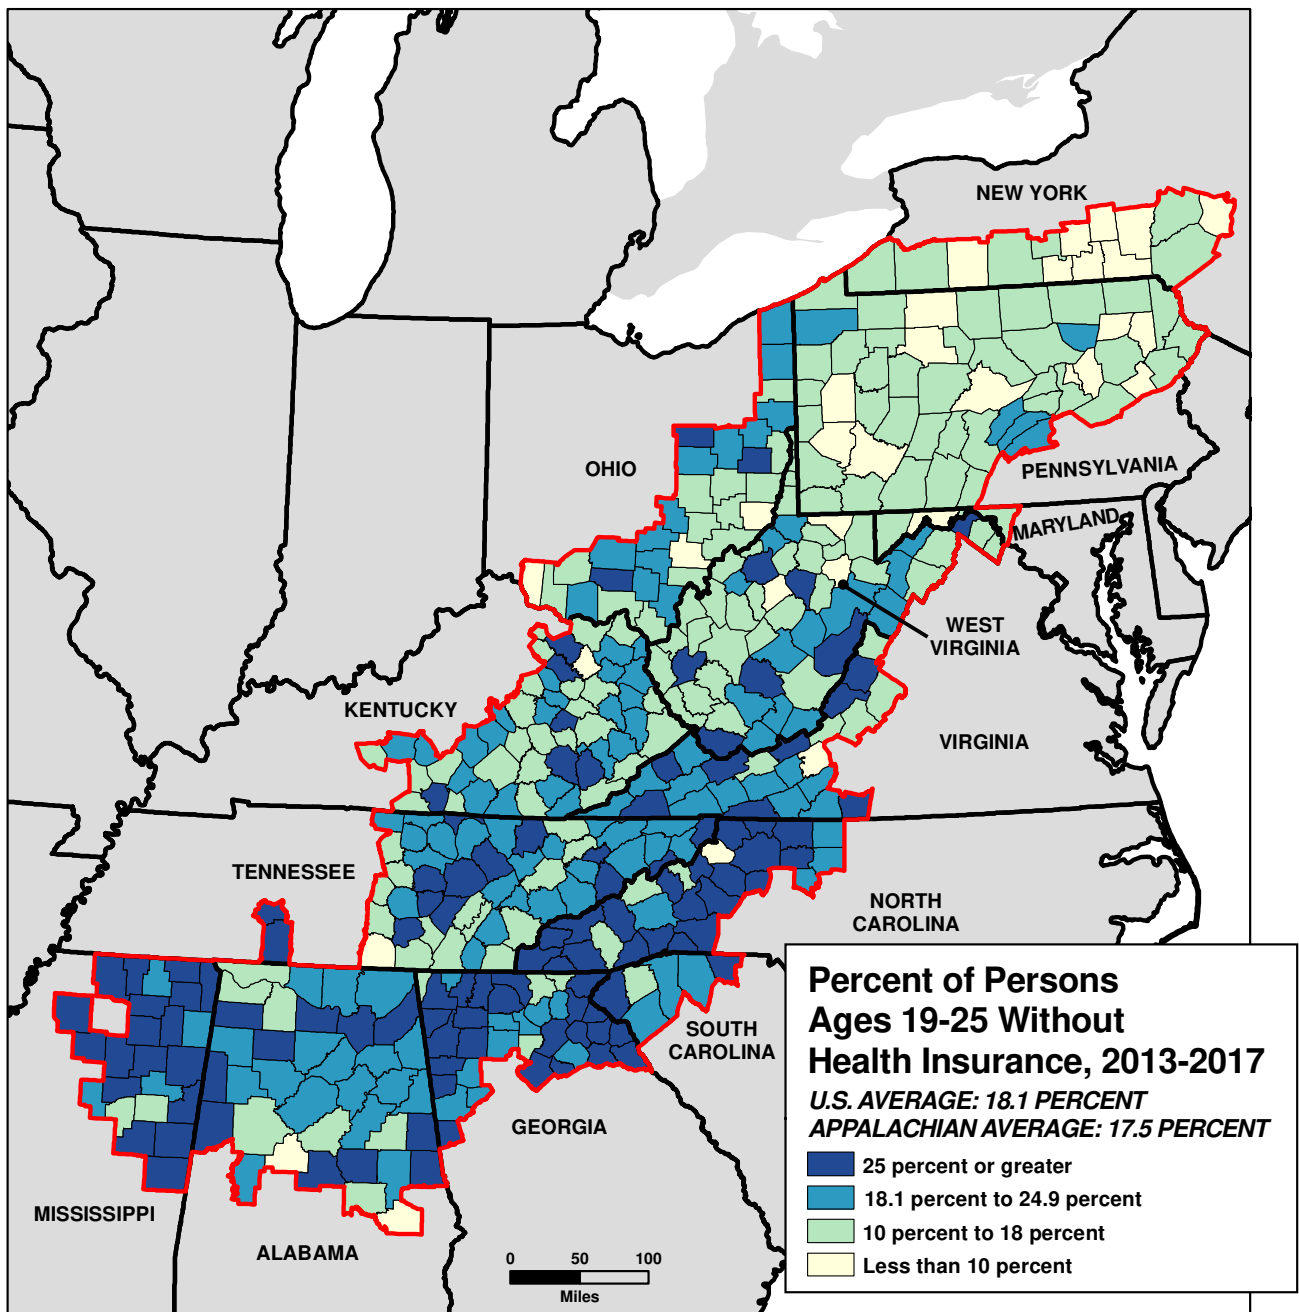 NEW YORK
OHIO
PENNSYLVANIA
MARYLAND
WEST
VIRGINIA
KENTUCKY
VIRGINIA
TENNESSEE
NORTH
CAROLINA
SOUTH
CAROLINA
GEORGIA
MISSISSIPPI
ALABAMA
0 50 100
Miles
Percent of Persons
Ages 19-25 Without
Health Insurance, 2013-2017
U.S. AVERAGE: 18.1 PERCENT
APPALACHIAN AVERAGE: 17.5 PERCENT
25 percent or greater
18.1 percent to 24.9 percent
10 percent to 18 percent
Less than 10 percent